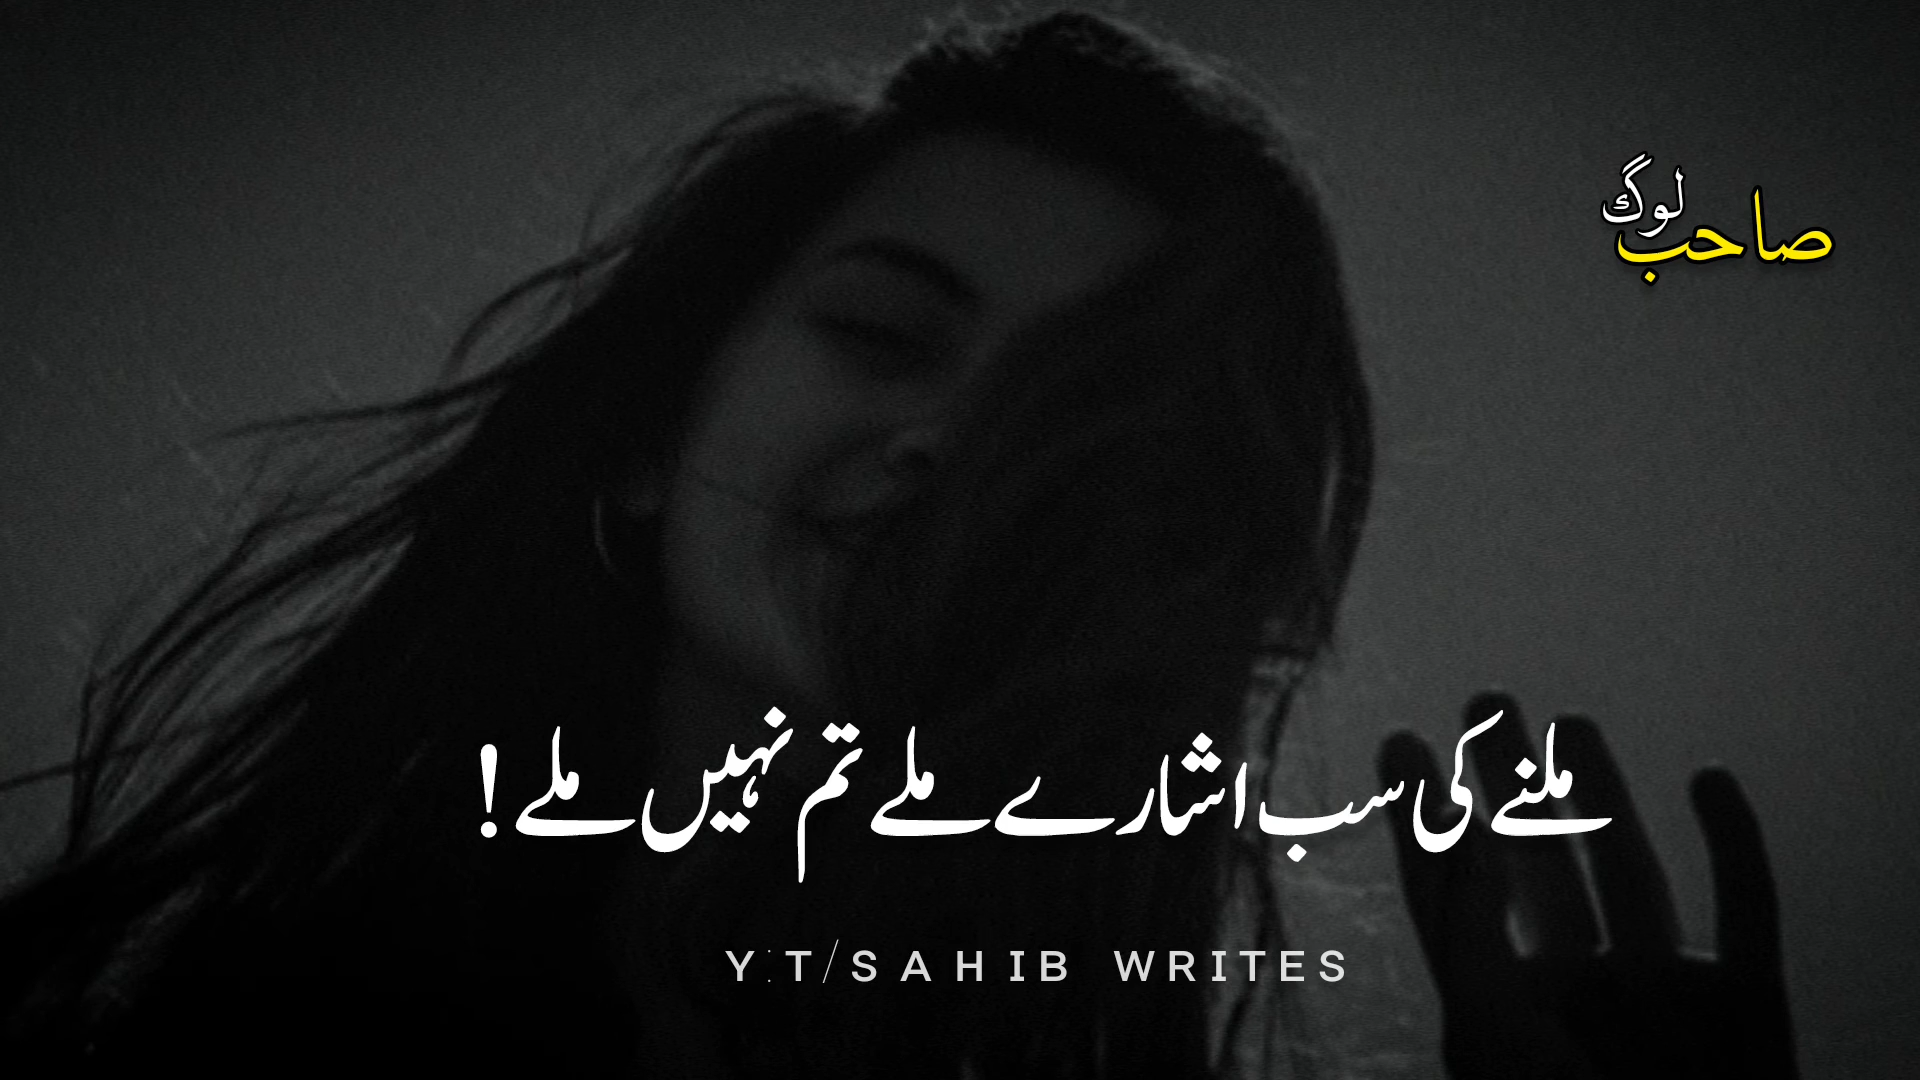 لوگ
صاحب
ملنے کی سب اشارے ملے تم نہیں ملے !
Y:T/SAHIB WRITES